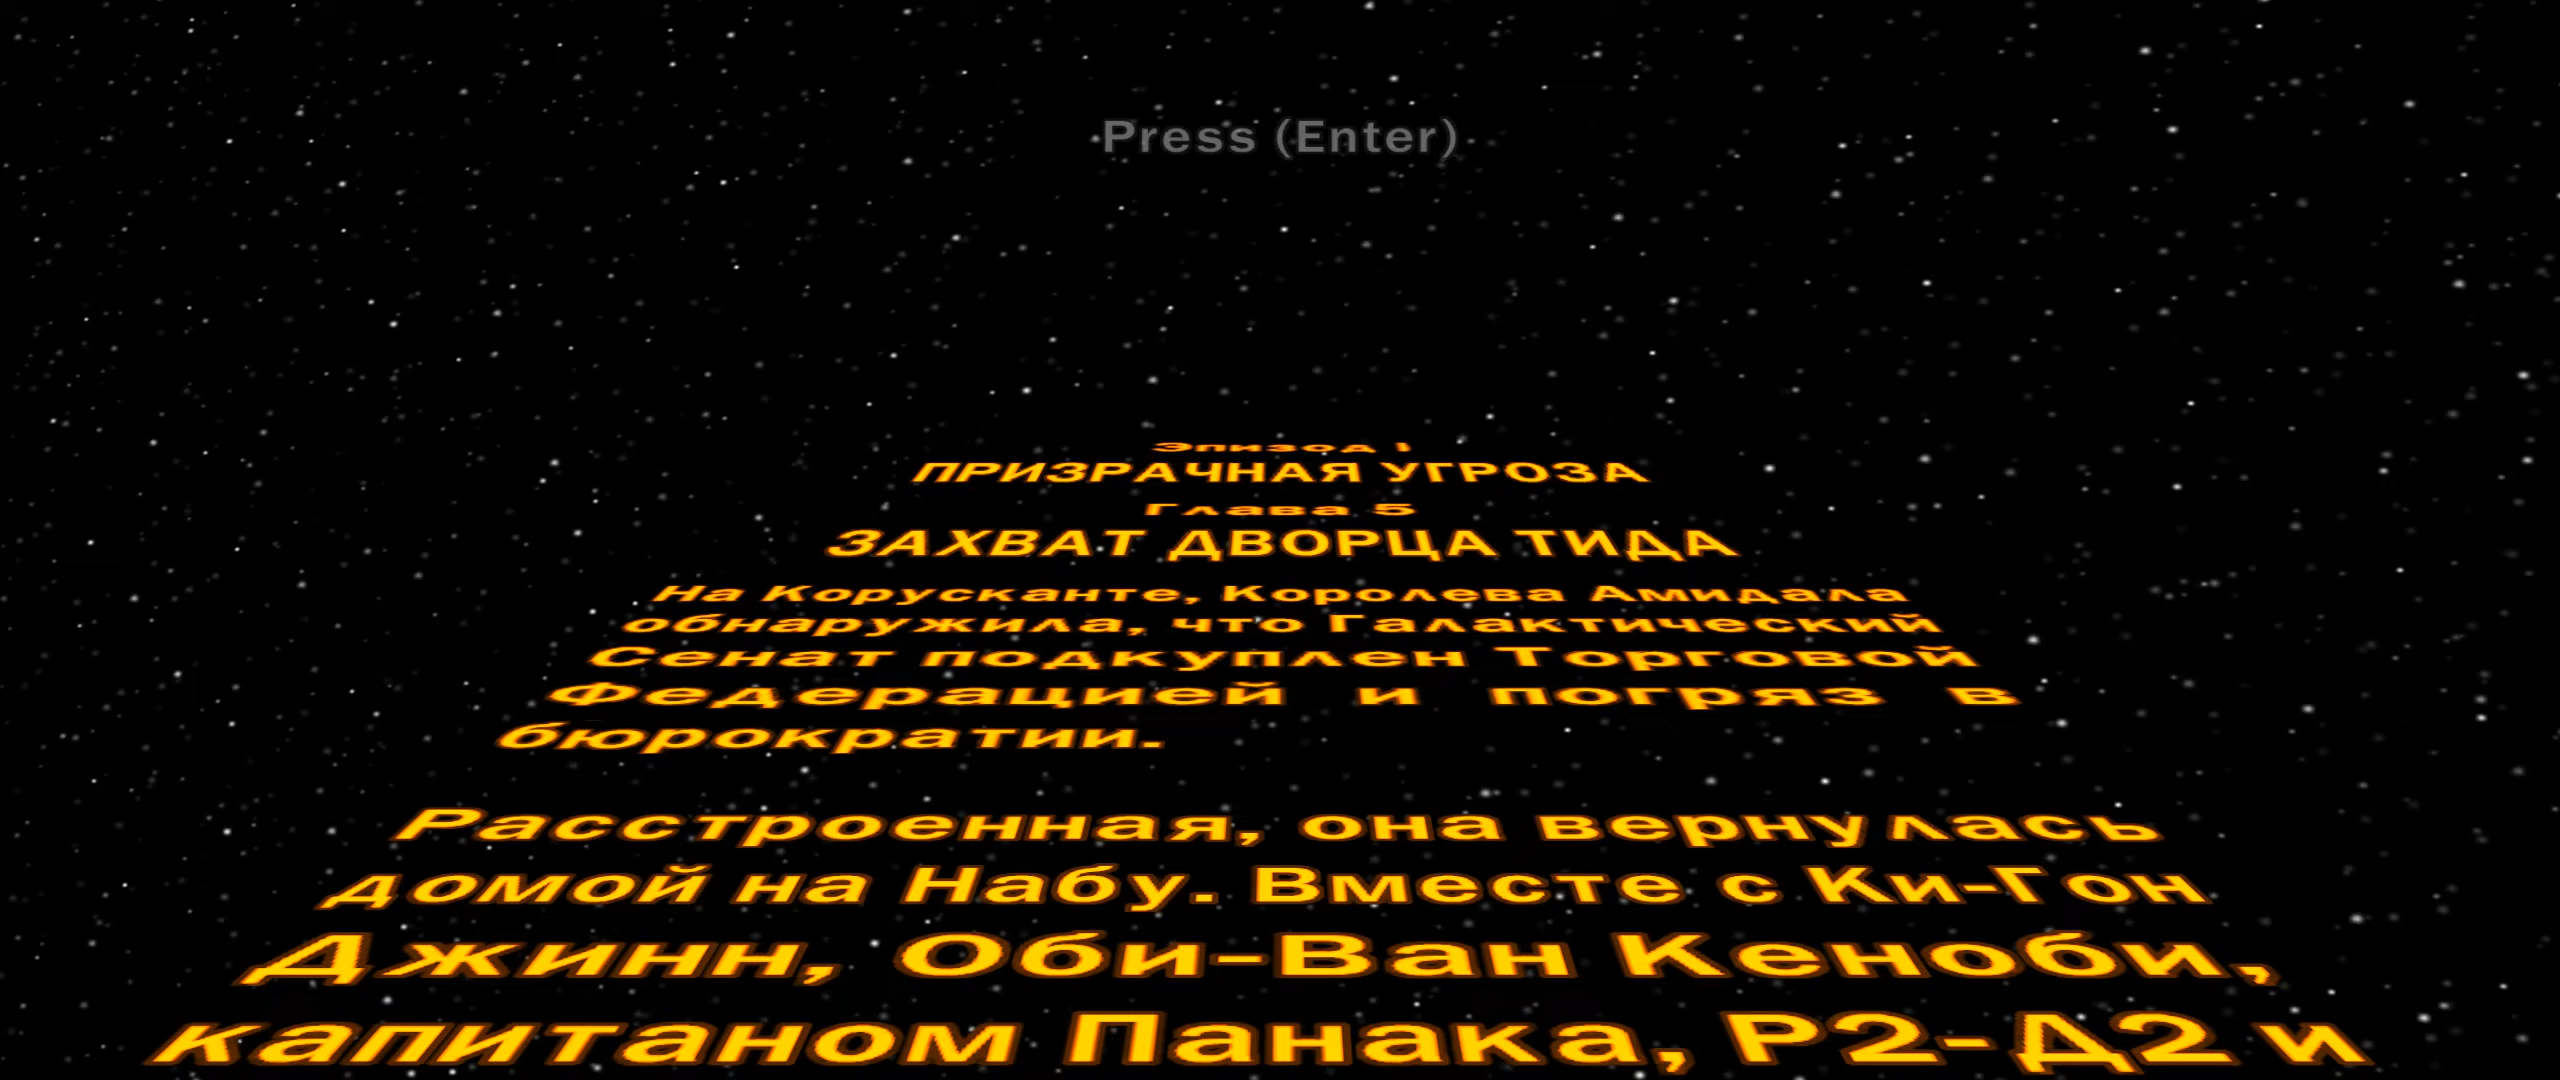 Press (Enter)
Эпизод I
ПРИЗРАЧНАЯ УГРОЗА
Глава 5
ЗАХВАТ ДВОРЦА ТИДА
На Корусканте, Королева Амидала
обнаружила, что Галактический
Сенат подкуплен Торговой
Федерацией и погряз в
бюрократии.
Расстроенная, она вернулась
домой на Набу. Вместе с Ки-Гон
Джинн, Оби-Ван Кеноби,
капитаном Панака, Р2-Д2 и